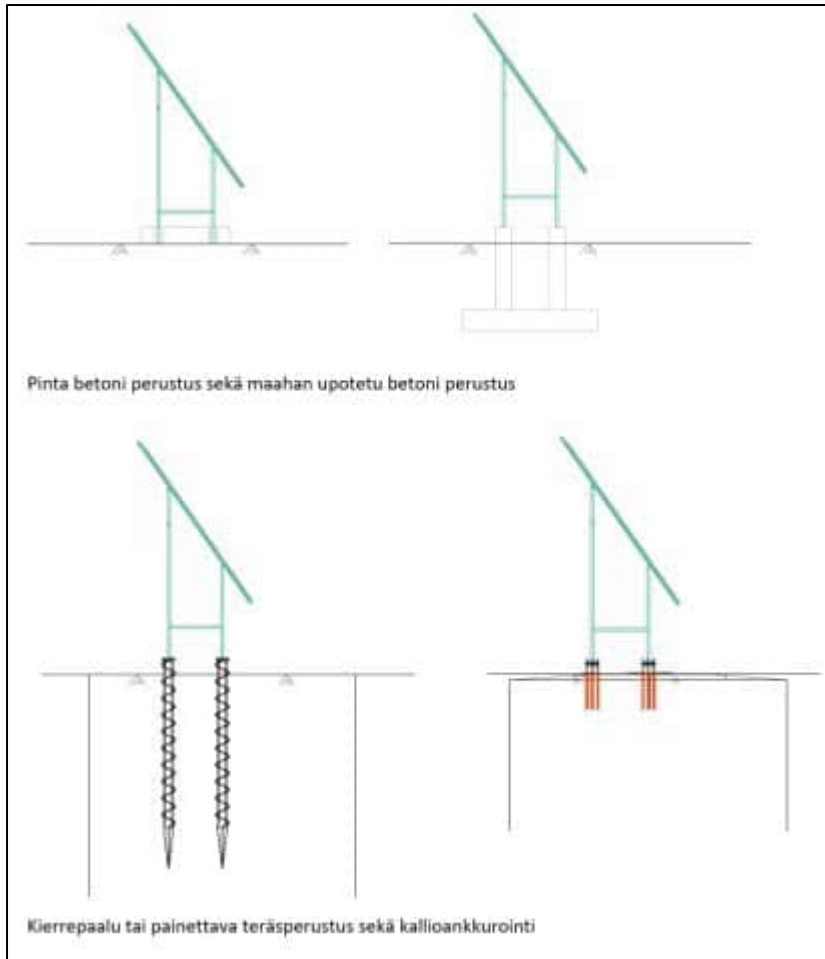 Pinta betoni perustus sekä maahan upotetu betoni perustus
Kierrepaalu tai painettava teräsperustus sekä kallioankkurointi